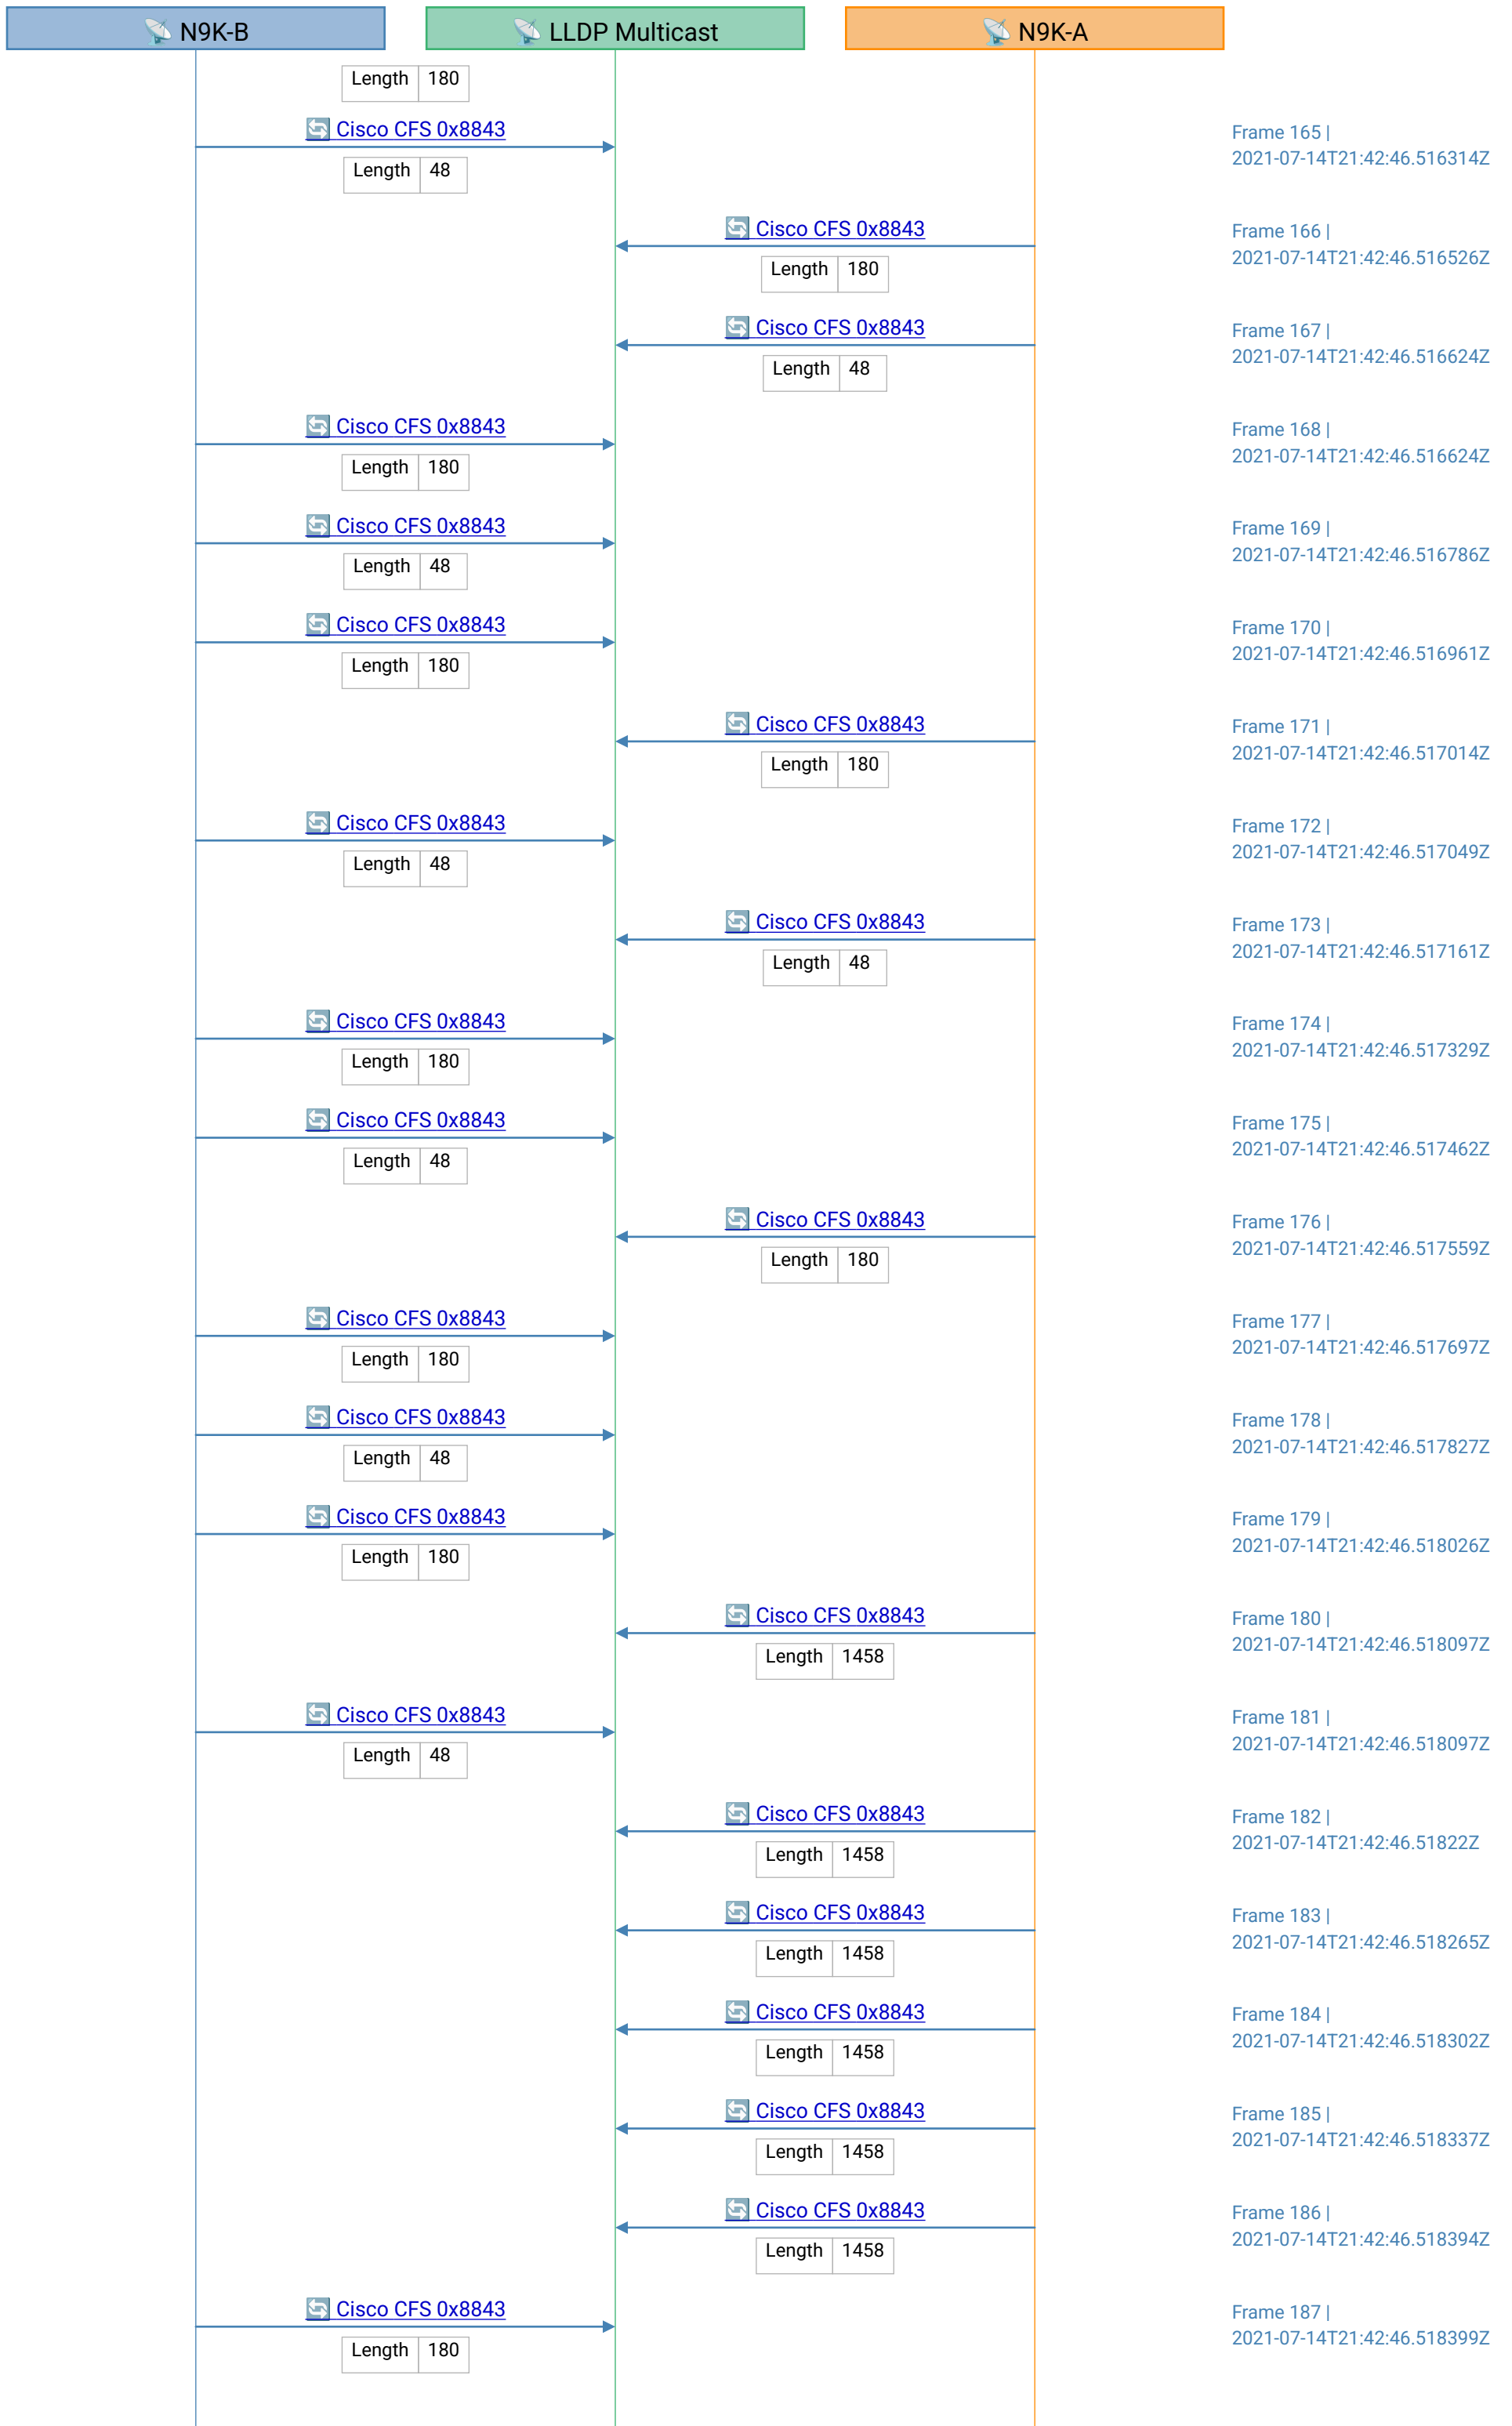 N9K-B
LLDP Multicast
N9K-A
Length 180
Cisco CFS 0x8843
Frame 165 |
2021-07-14T21:42:46.516314Z
Length 48
Cisco CFS 0x8843
Frame 166 |
2021-07-14T21:42:46.516526Z
Length 180
Cisco CFS 0x8843
Frame 167 |
2021-07-14T21:42:46.516624Z
Length 48
Cisco CFS 0x8843
Frame 168 |
2021-07-14T21:42:46.516624Z
Length 180
Cisco CFS 0x8843
Frame 169 |
2021-07-14T21:42:46.516786Z
Length 48
Cisco CFS 0x8843
Frame 170 |
2021-07-14T21:42:46.516961Z
Length 180
Cisco CFS 0x8843
Frame 171 |
2021-07-14T21:42:46.517014Z
Length 180
Cisco CFS 0x8843
Frame 172 |
2021-07-14T21:42:46.517049Z
Length 48
Cisco CFS 0x8843
Frame 173 |
2021-07-14T21:42:46.517161Z
Length 48
Cisco CFS 0x8843
Frame 174 |
2021-07-14T21:42:46.517329Z
Length 180
Cisco CFS 0x8843
Frame 175 |
2021-07-14T21:42:46.517462Z
Length 48
Cisco CFS 0x8843
Frame 176 |
2021-07-14T21:42:46.517559Z
Length 180
Cisco CFS 0x8843
Frame 177 |
2021-07-14T21:42:46.517697Z
Length 180
Cisco CFS 0x8843
Frame 178 |
2021-07-14T21:42:46.517827Z
Length 48
Cisco CFS 0x8843
Frame 179 |
2021-07-14T21:42:46.518026Z
Length 180
Cisco CFS 0x8843
Frame 180 |
2021-07-14T21:42:46.518097Z
Length 1458
Cisco CFS 0x8843
Frame 181 |
2021-07-14T21:42:46.518097Z
Length 48
Cisco CFS 0x8843
Frame 182 |
2021-07-14T21:42:46.51822Z
Length 1458
Cisco CFS 0x8843
Frame 183 |
2021-07-14T21:42:46.518265Z
Length 1458
Cisco CFS 0x8843
Frame 184 |
2021-07-14T21:42:46.518302Z
Length 1458
Cisco CFS 0x8843
Frame 185 |
2021-07-14T21:42:46.518337Z
Length 1458
Cisco CFS 0x8843
Frame 186 |
2021-07-14T21:42:46.518394Z
Length 1458
Cisco CFS 0x8843
Frame 187 |
2021-07-14T21:42:46.518399Z
Length 180